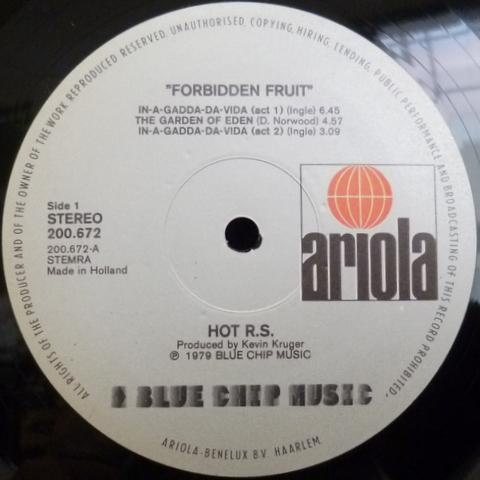 ALL RIGHTS OF THE PRODUCER AND OF THE OWNER OF THE WORK REPRODUCED RESERVED. UNAUTHORISED COPYING, HIRING, LENDING, PUBLIC PERFORMANCE AND BROADCASTING OF THIS RECORD PROHIBITED.
"FORBIDDEN FRUIT"
IN-A-GADDA-DA-VIDA (act 1) (Ingle) 6.45
THE GARDEN OF EDEN (D. Norwood) 4.57
IN-A-GADDA-DA-VIDA (act 2) (Ingle) 3.09
Side 1
STEREO
200.672
200.672-A
STEMRA
Made in Holland
ariola
HOT R.S.
Produced by Kevin Kruger
℗ 1979 BLUE CHIP MUSIC
BLUE CHIP MUSIC
ARIOLA-BENELUX B.V. HAARLEM